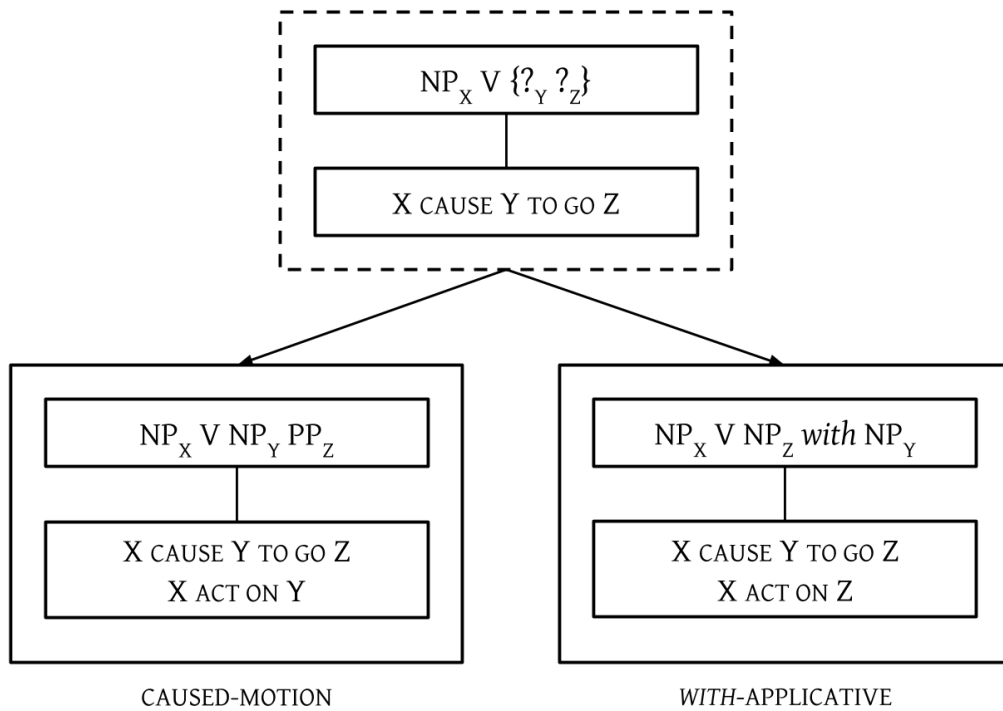 NP_X V {?_Y ?_Z}
X CAUSE Y TO GO Z
NP_X V NP_Y PP_Z
X CAUSE Y TO GO Z
X ACT ON Y
CAUSED-MOTION
NP_X V NP_Z with NP_Y
X CAUSE Y TO GO Z
X ACT ON Z
WITH-APPLICATIVE